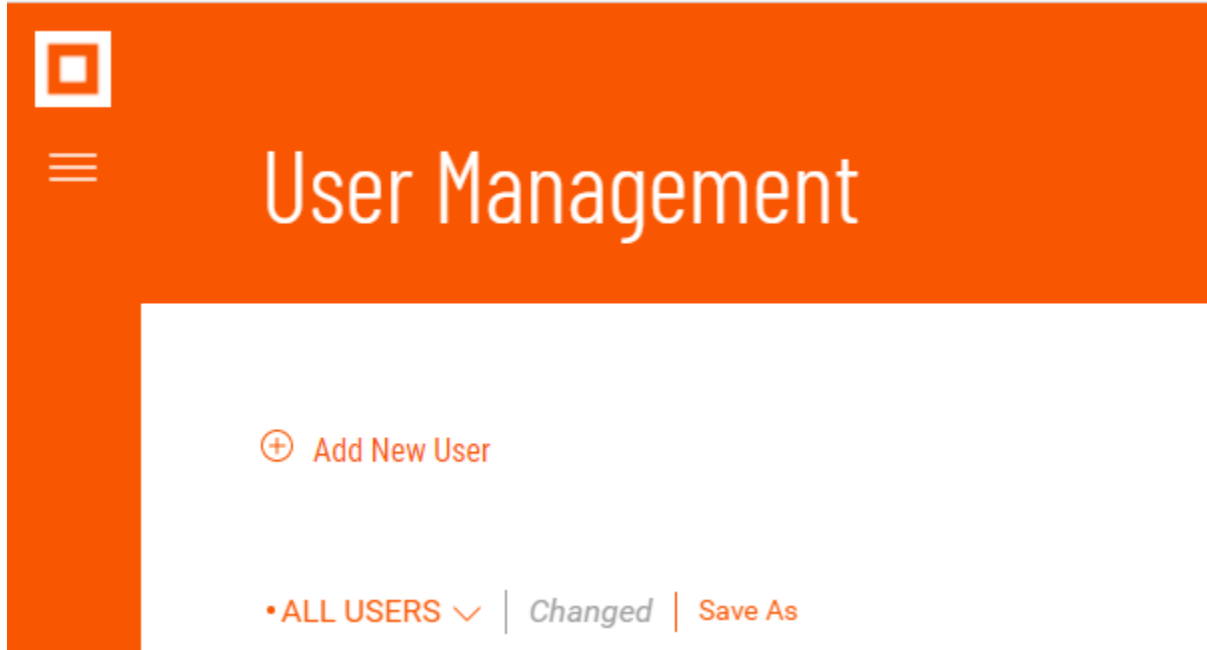 User Management
Add New User
• ALL USERS | Changed | Save As